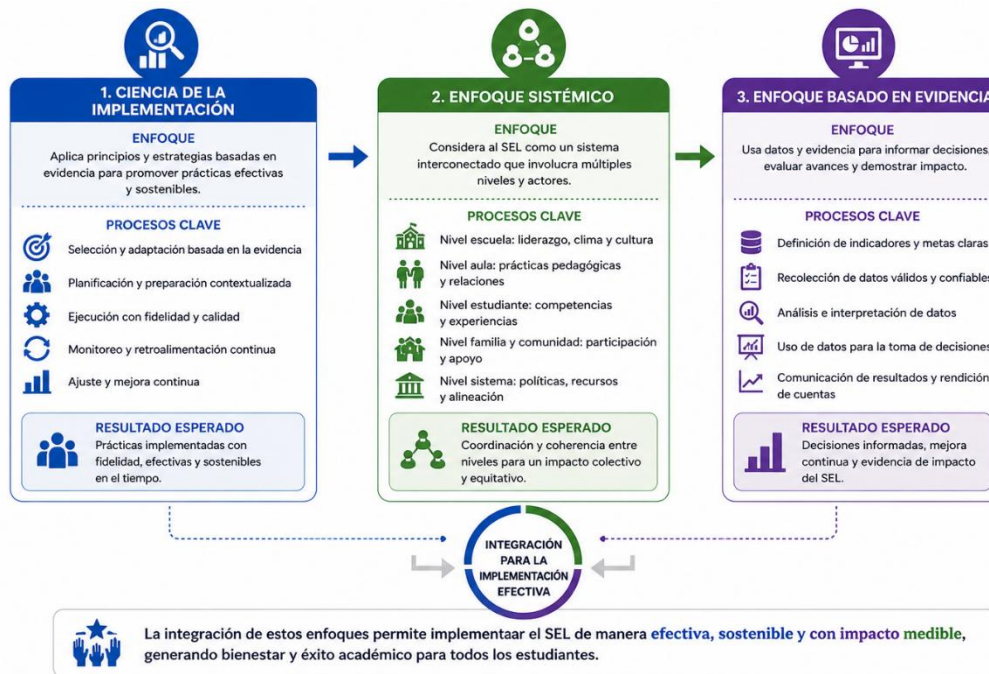 1. CIENCIA DE LA
IMPLEMENTACIÓN
ENFOQUE
Aplica principios y estrategias basadas en
evidencia para promover prácticas efectivas
y sostenibles.
PROCESOS CLAVE
Selección y adaptación basada en la evidencia
Planificación y preparación contextualizada
Ejecución con fidelidad y calidad
Monitoreo y retroalimentación continua
Ajuste y mejora continua
RESULTADO ESPERADO
Prácticas implementadas con
fidelidad, efectivas y sostenibles
en el tiempo.
2. ENFOQUE SISTÉMICO
ENFOQUE
Considera al SEL como un sistema
interconectado que involucra múltiples
niveles y actores.
PROCESOS CLAVE
Nivel escuela: liderazgo, clima y cultura
Nivel aula: prácticas pedagógicas
y relaciones
Nivel estudiante: competencias
y experiencias
Nivel familia y comunidad: participación
y apoyo
Nivel sistema: políticas, recursos
y alineación
RESULTADO ESPERADO
Coordinación y coherencia entre
niveles para un impacto colectivo
y equitativo.
3. ENFOQUE BASADO EN EVIDENCIA
ENFOQUE
Usa datos y evidencia para informar decisiones,
evaluar avances y demostrar impacto.
PROCESOS CLAVE
Definición de indicadores y metas claras
Recolección de datos válidos y confiables
Análisis e interpretación de datos
Uso de datos para la toma de decisiones
Comunicación de resultados y rendición
de cuentas
RESULTADO ESPERADO
Decisiones informadas, mejora
continua y evidencia de impacto
del SEL.
INTEGRACIÓN
PARA LA
IMPLEMENTACIÓN
EFECTIVA
La integración de estos enfoques permite implementaar el SEL de manera efectiva, sostenible y con impacto medible,
generando bienestar y éxito académico para todos los estudiantes.